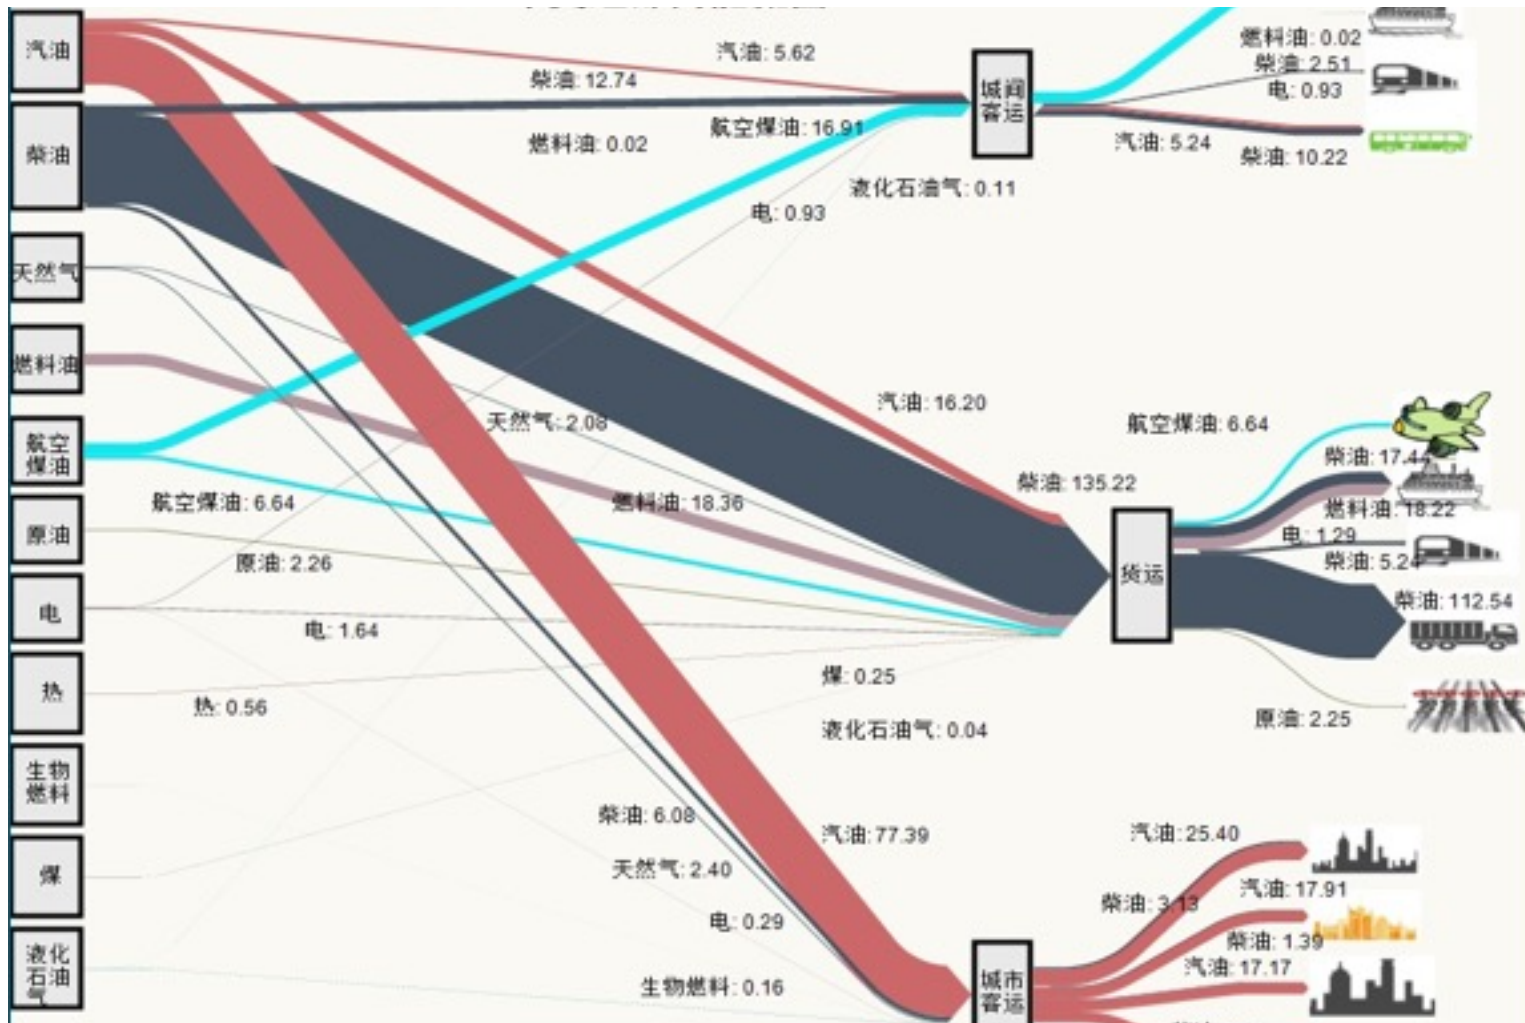 汽油
柴油
天然气
燃料油
航空
煤油
原油
电
热
生物
燃料
煤
液化
石油
气
汽油: 5.62
柴油: 12.74
燃料油: 0.02
航空煤油: 16.91
液化石油气: 0.11
电: 0.93
天然气: 2.08
汽油: 16.20
柴油: 135.22
燃料油: 18.36
航空煤油: 6.64
原油: 2.26
电: 1.64
热: 0.56
煤: 0.25
液化石油气: 0.04
柴油: 6.08
汽油: 77.39
天然气: 2.40
电: 0.29
生物燃料: 0.16
城间
客运
货运
城市
客运
燃料油: 0.02
柴油: 2.51
电: 0.93
汽油: 5.24
柴油: 10.22
航空煤油: 6.64
柴油: 17.44
燃料油: 18.22
电: 1.29
柴油: 5.24
柴油: 112.54
原油: 2.25
汽油: 25.40
柴油: 3.13
汽油: 17.91
柴油: 1.39
汽油: 17.17